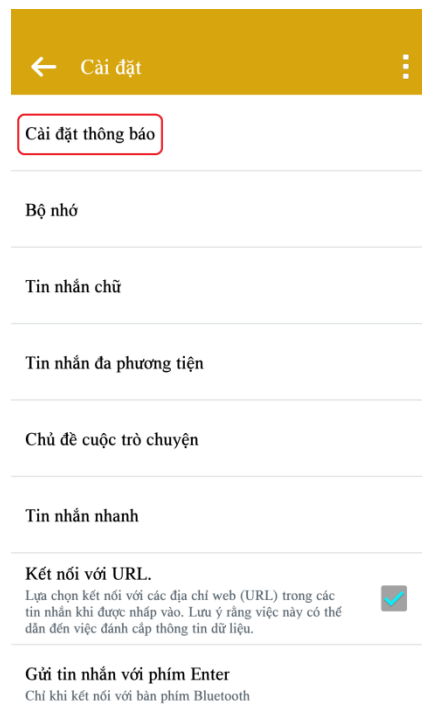 Cài đặt
Cài đặt thông báo
Bộ nhớ
Tin nhắn chữ
Tin nhắn đa phương tiện
Chủ đề cuộc trò chuyện
Tin nhắn nhanh
Kết nối với URL.
Lựa chọn kết nối với các địa chỉ web (URL) trong các
tin nhắn khi được nhấp vào. Lưu ý rằng việc này có thể
dẫn đến việc đánh cắp thông tin dữ liệu.
Gửi tin nhắn với phím Enter
Chỉ khi kết nối với bàn phím Bluetooth